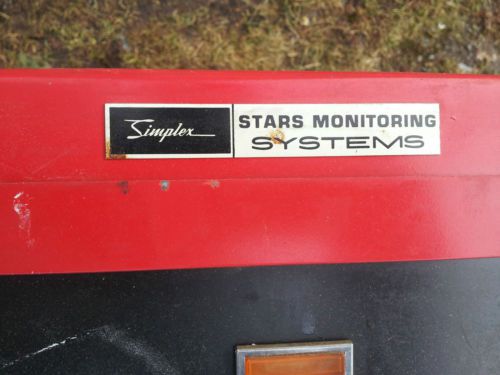 Simplex
STARS MONITORING
SYSTEMS